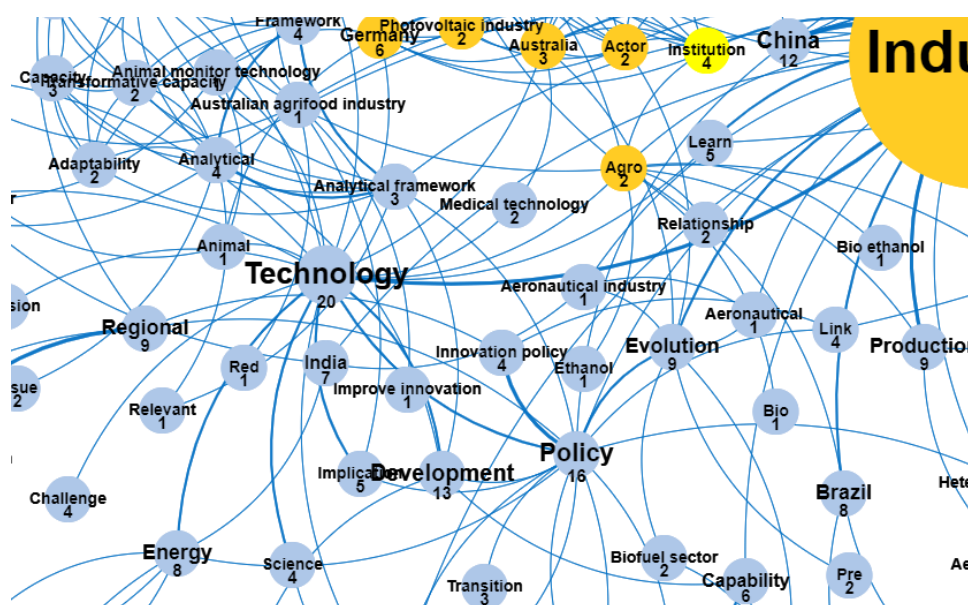 Framework
4
Germany
6
Photovoltaic industry
2
Australia
3
Actor
2
Institution
4
China
12
Indu
Capacity
3
Transformative capacity
2
Animal monitor technology
1
Australian agrifood industry
1
Learn
5
Adaptability
2
Analytical
4
Analytical framework
3
Agro
2
Medical technology
2
Relationship
2
Animal
1
Bio ethanol
1
Technology
20
Aeronautical industry
1
sion
Regional
9
Aeronautical
1
Link
4
Evolution
9
Production
9
Innovation policy
4
Red
1
India
7
Ethanol
1
Improve innovation
1
sue
2
Relevant
1
Bio
1
Policy
16
Implication
5
Development
13
Challenge
4
Brazil
8
Hete
Energy
8
Science
4
Biofuel sector
2
Transition
3
Capability
6
Pre
2
Ae